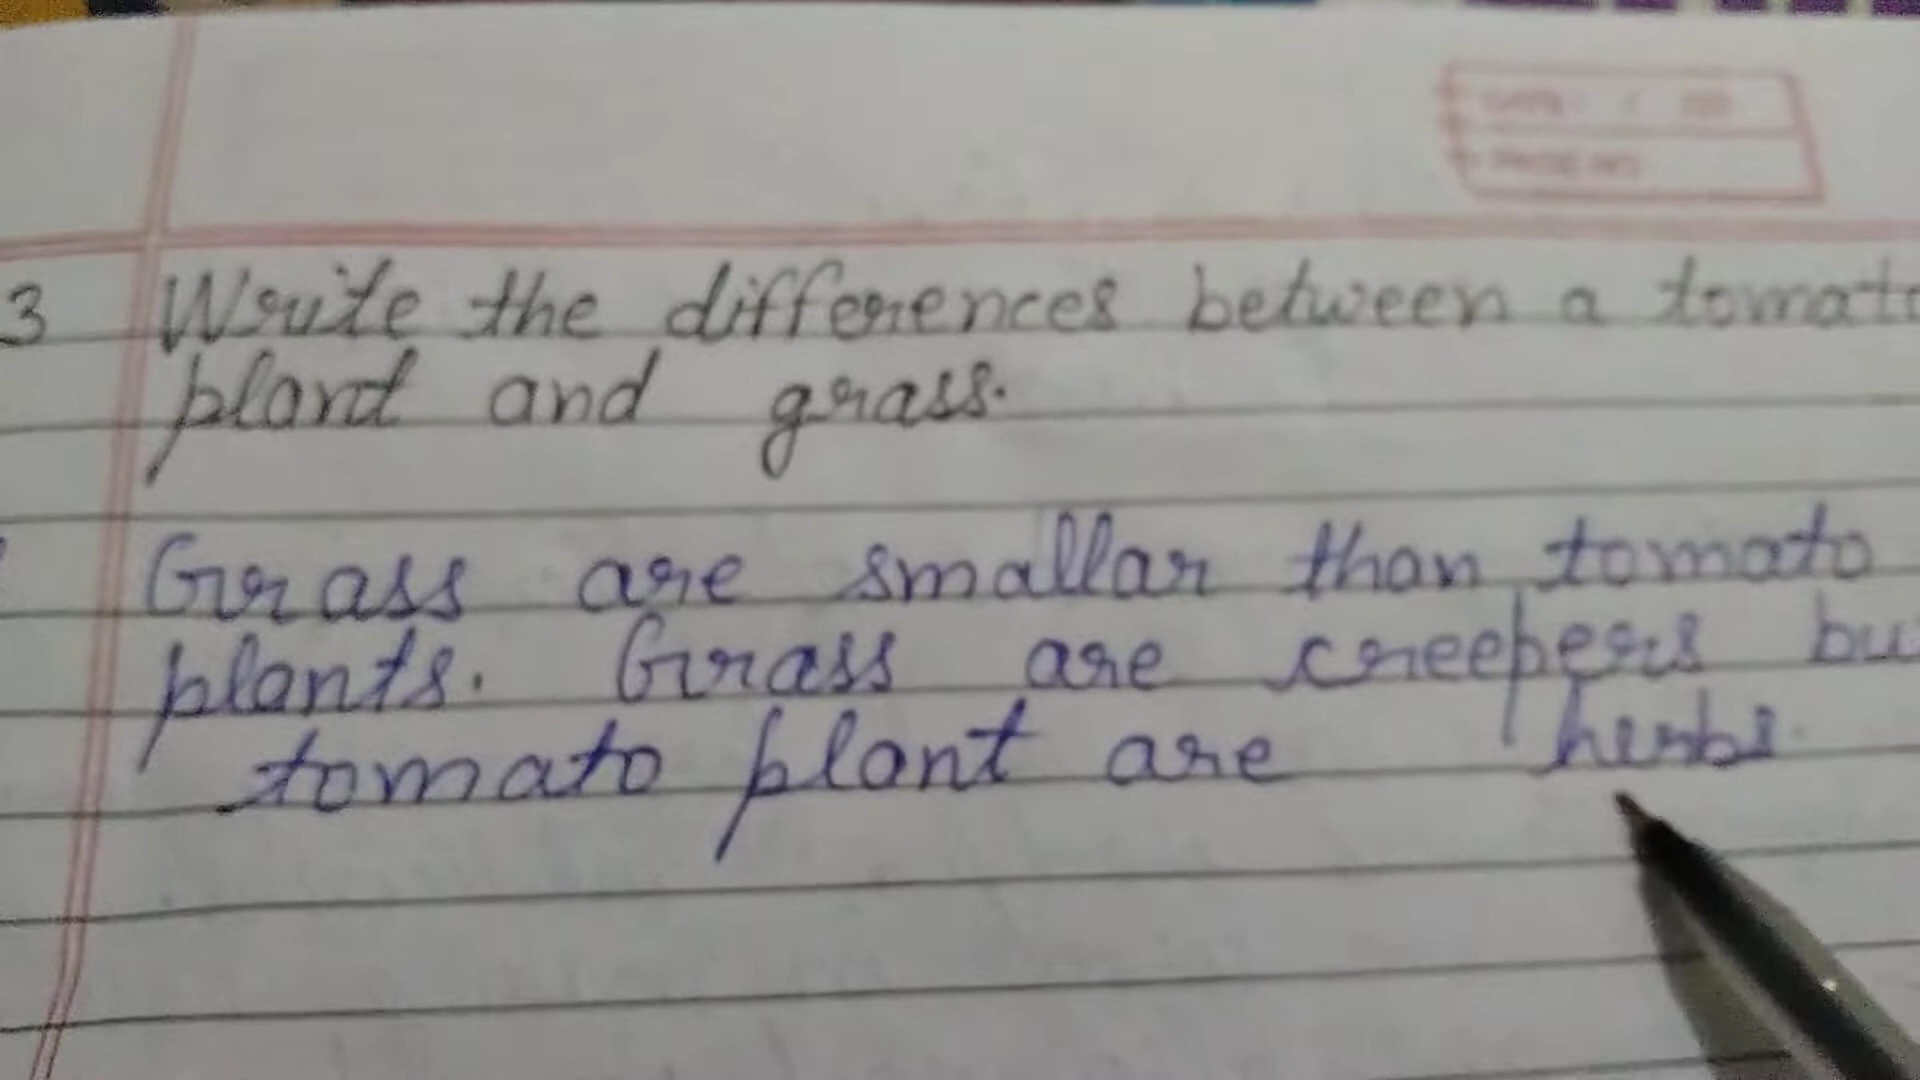 3 Write the differences between a tomato
plant and grass.
Grass are smallar than tomato
plants. Grass are creepers bu
tomato plant are herbs.